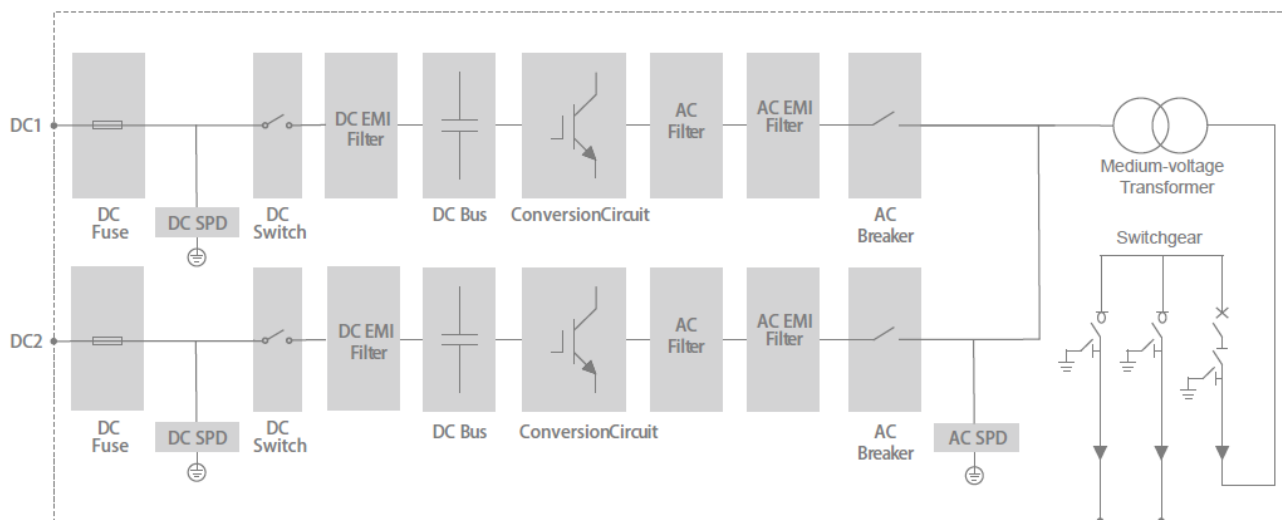 DC1
DC EMI
Filter
AC
Filter
AC EMI
Filter
Medium-voltage
Transformer
DC
Fuse
DC SPD
DC
Switch
DC Bus
ConversionCircuit
AC
Breaker
Switchgear
DC2
DC EMI
Filter
AC
Filter
AC EMI
Filter
DC
Fuse
DC SPD
DC
Switch
DC Bus
ConversionCircuit
AC
Breaker
AC SPD